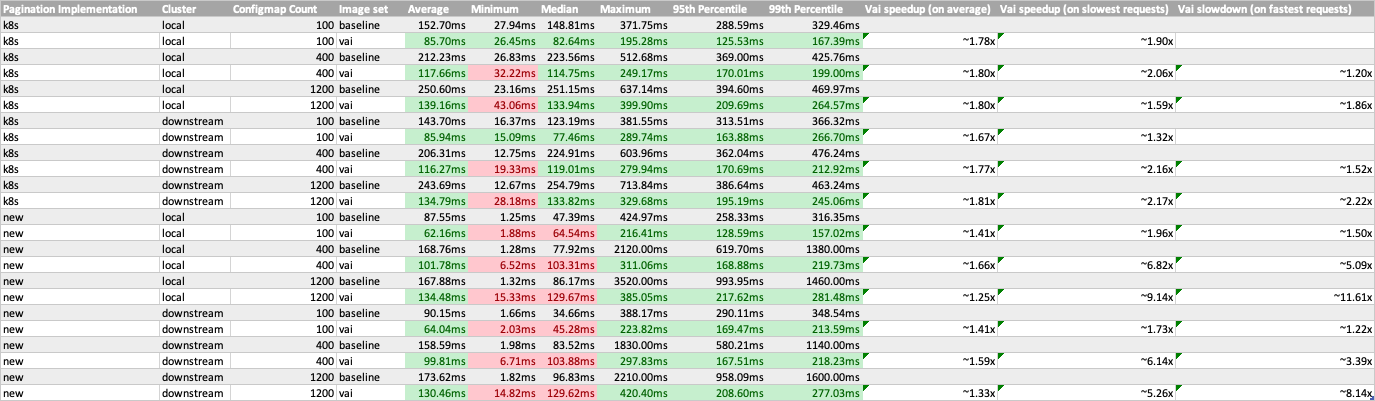 Pagination Implementation Cluster Configmap Count Image set Average Minimum Median Maximum 95th Percentile 99th Percentile Vai speedup (on average) Vai speedup (on slowest requests) Vai slowdown (on fastest requests)
k8s local 100 baseline 152.70ms 27.94ms 148.81ms 371.75ms 288.59ms 329.46ms
k8s local 100 vai 85.70ms 26.45ms 82.64ms 195.28ms 125.53ms 167.39ms ~1.78x ~1.90x
k8s local 400 baseline 212.23ms 26.83ms 223.56ms 512.68ms 369.00ms 425.76ms
k8s local 400 vai 117.66ms 32.22ms 114.75ms 249.17ms 170.01ms 199.00ms ~1.80x ~2.06x ~1.20x
k8s local 1200 baseline 250.60ms 23.16ms 251.15ms 637.14ms 394.60ms 469.97ms
k8s local 1200 vai 139.16ms 43.06ms 133.94ms 399.90ms 209.69ms 264.57ms ~1.80x ~1.59x ~1.86x
k8s downstream 100 baseline 143.70ms 16.37ms 123.19ms 381.55ms 313.51ms 366.32ms
k8s downstream 100 vai 85.94ms 15.09ms 77.46ms 289.74ms 163.88ms 266.70ms ~1.67x ~1.32x
k8s downstream 400 baseline 206.31ms 12.75ms 224.91ms 603.96ms 362.04ms 476.24ms
k8s downstream 400 vai 116.27ms 19.33ms 119.01ms 279.94ms 170.69ms 212.92ms ~1.77x ~2.16x ~1.52x
k8s downstream 1200 baseline 243.69ms 12.67ms 254.79ms 713.84ms 386.64ms 463.24ms
k8s downstream 1200 vai 134.79ms 28.18ms 133.82ms 329.68ms 195.19ms 245.06ms ~1.81x ~2.17x ~2.22x
new local 100 baseline 87.55ms 1.25ms 47.39ms 424.97ms 258.33ms 316.35ms
new local 100 vai 62.16ms 1.88ms 64.54ms 216.41ms 128.59ms 157.02ms ~1.41x ~1.96x ~1.50x
new local 400 baseline 168.76ms 1.28ms 77.92ms 2120.00ms 619.70ms 1380.00ms
new local 400 vai 101.78ms 6.52ms 103.31ms 311.06ms 168.88ms 219.73ms ~1.66x ~6.82x ~5.09x
new local 1200 baseline 167.88ms 1.32ms 86.17ms 3520.00ms 993.95ms 1460.00ms
new local 1200 vai 134.48ms 15.33ms 129.67ms 385.05ms 217.62ms 281.48ms ~1.25x ~9.14x ~11.61x
new downstream 100 baseline 90.15ms 1.66ms 34.66ms 388.17ms 290.11ms 348.54ms
new downstream 100 vai 64.04ms 2.03ms 45.28ms 223.82ms 169.47ms 213.59ms ~1.41x ~1.73x ~1.22x
new downstream 400 baseline 158.59ms 1.98ms 83.52ms 1830.00ms 580.21ms 1140.00ms
new downstream 400 vai 99.81ms 6.71ms 103.88ms 297.83ms 167.51ms 218.23ms ~1.59x ~6.14x ~3.39x
new downstream 1200 baseline 173.62ms 1.82ms 96.83ms 2210.00ms 958.09ms 1600.00ms
new downstream 1200 vai 130.46ms 14.82ms 129.62ms 420.40ms 208.60ms 277.03ms ~1.33x ~5.26x ~8.14x